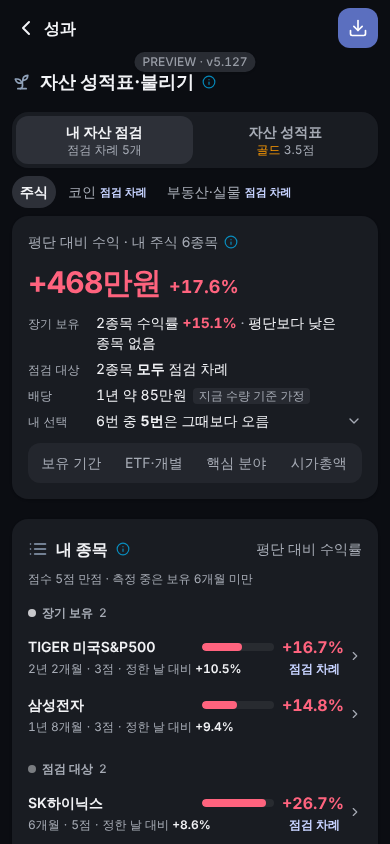 성과
PREVIEW · v5.127
자산 성적표·불리기
내 자산 점검
점검 차례 5개
자산 성적표
골드 3.5점
주식
코인 점검 차례
부동산·실물 점검 차례
평단 대비 수익 · 내 주식 6종목
+468만원 +17.6%
장기 보유 2종목 수익률 +15.1% · 평단보다 낮은
종목 없음
점검 대상 2종목 모두 점검 차례
배당 1년 약 85만원 지금 수량 기준 가정
내 선택 6번 중 5번은 그때보다 오름
보유 기간 ETF·개별 핵심 분야 시가총액
내 종목 평단 대비 수익률
점수 5점 만점 · 측정 중은 보유 6개월 미만
장기 보유 2
TIGER 미국S&P500 +16.7%
2년 2개월 · 3점 · 정한 날 대비 +10.5% 점검 차례
삼성전자 +14.8%
1년 8개월 · 3점 · 정한 날 대비 +9.4%
점검 대상 2
SK하이닉스 +26.7%
6개월 · 5점 · 정한 날 대비 +8.6% 점검 차례